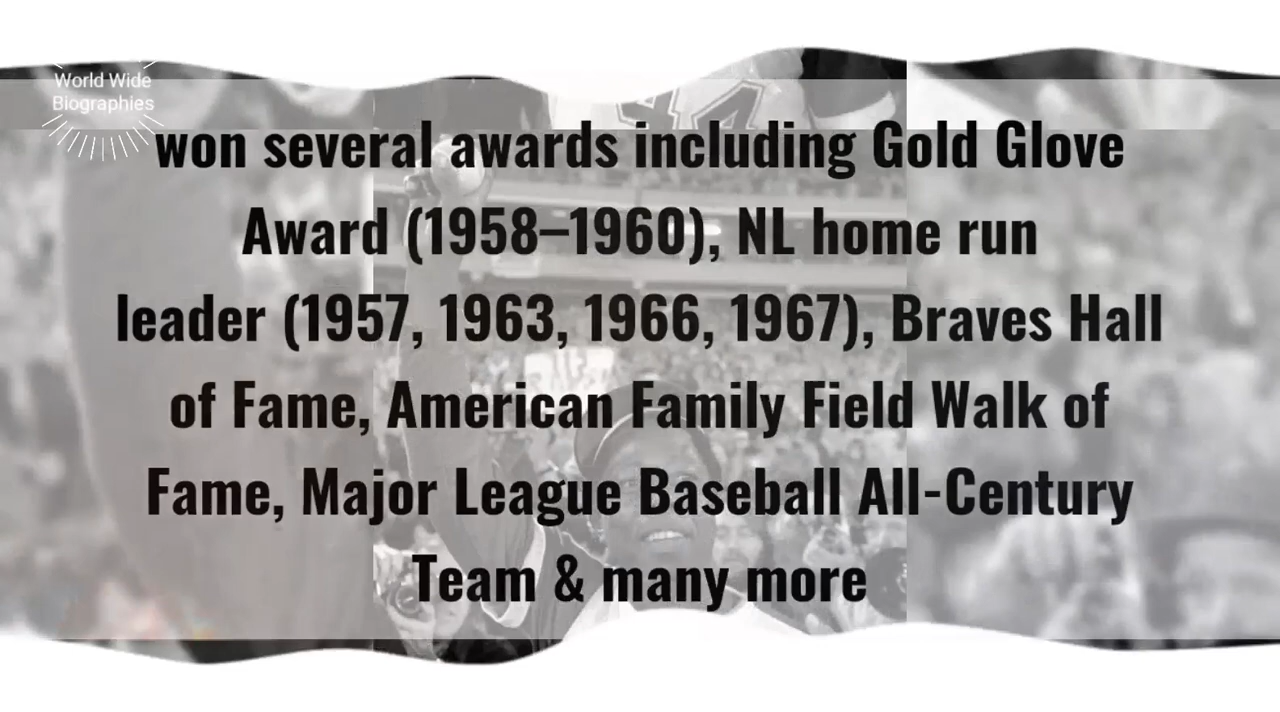 World Wide
Biographies
won several awards including Gold Glove
Award (1958–1960), NL home run
leader (1957, 1963, 1966, 1967), Braves Hall
of Fame, American Family Field Walk of
Fame, Major League Baseball All-Century
Team & many more